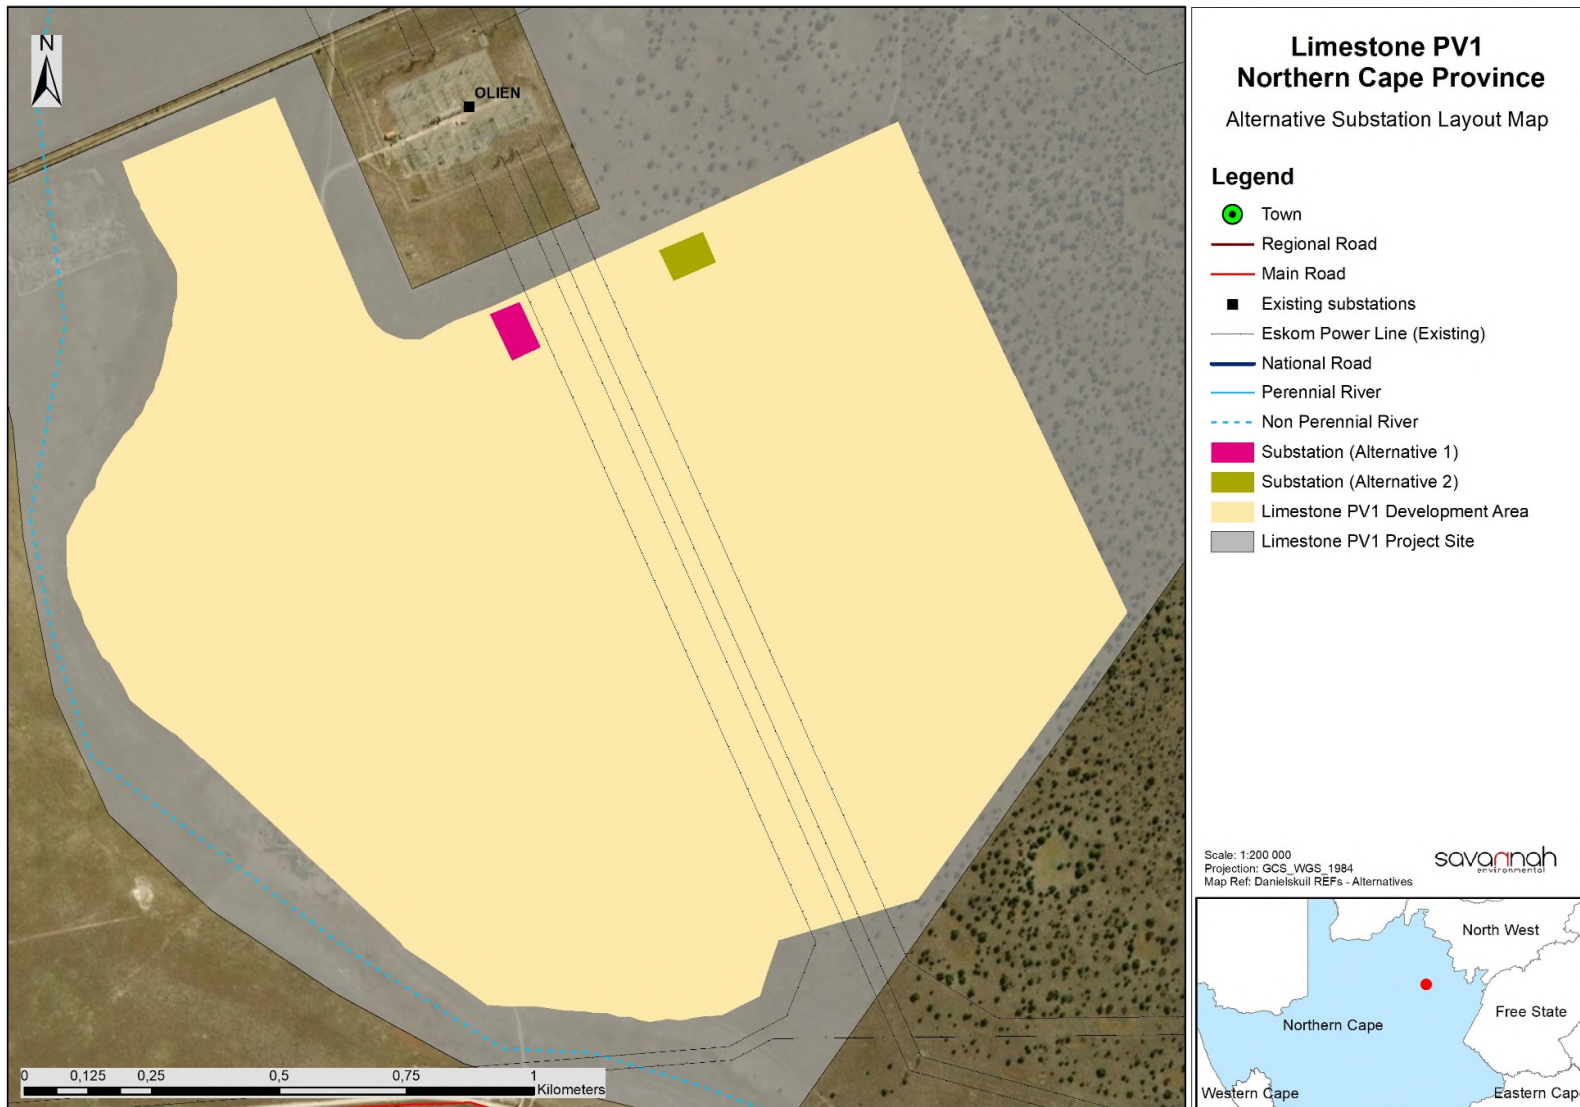 N
OLIEN
0 0,125 0,25 0,5 0,75 1
Kilometers
Limestone PV1
Northern Cape Province
Alternative Substation Layout Map
Legend
Town
Regional Road
Main Road
Existing substations
Eskom Power Line (Existing)
National Road
Perennial River
Non Perennial River
Substation (Alternative 1)
Substation (Alternative 2)
Limestone PV1 Development Area
Limestone PV1 Project Site
Scale: 1:200 000
Projection: GCS_WGS_1984
Map Ref: Danielskuil REFs - Alternatives
savannah
environmental
North West
Free State
Northern Cape
Western Cape
Eastern Cape